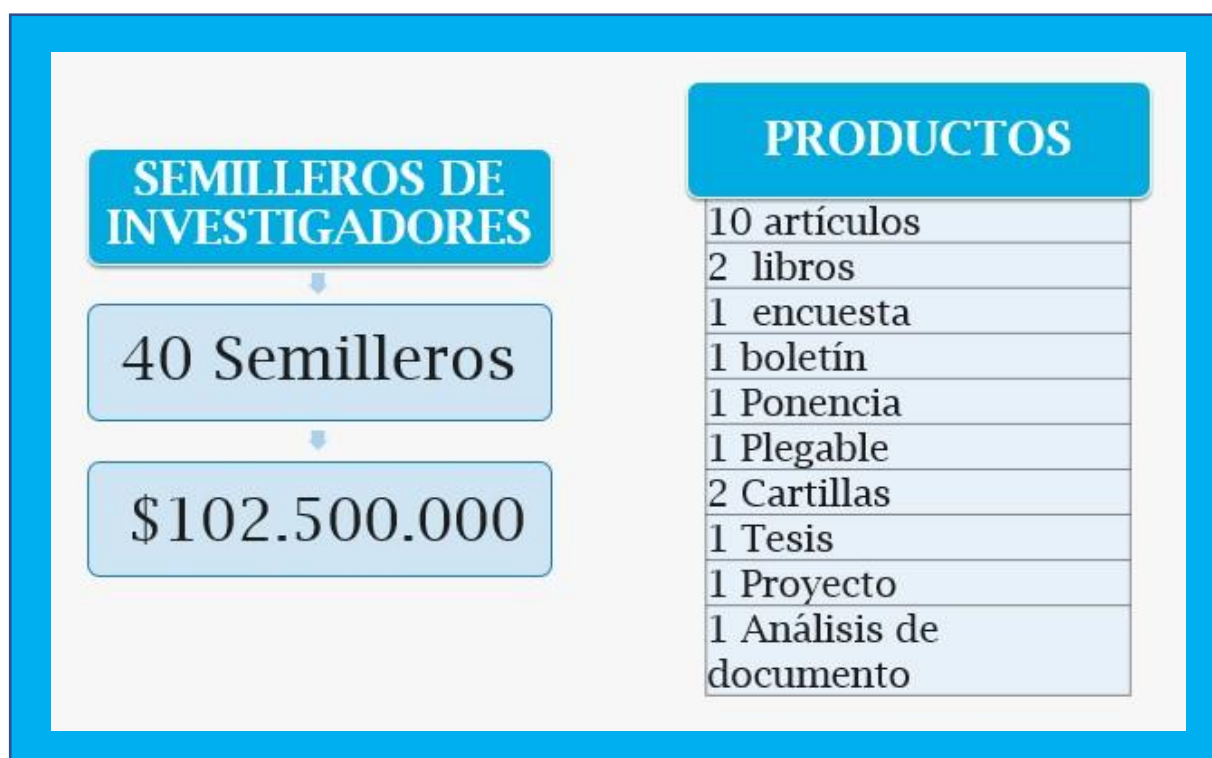 SEMILLEROS DE
INVESTIGADORES
40 Semilleros
$102.500.000
PRODUCTOS
10 artículos
2 libros
1 encuesta
1 boletín
1 Ponencia
1 Plegable
2 Cartillas
1 Tesis
1 Proyecto
1 Análisis de
documento